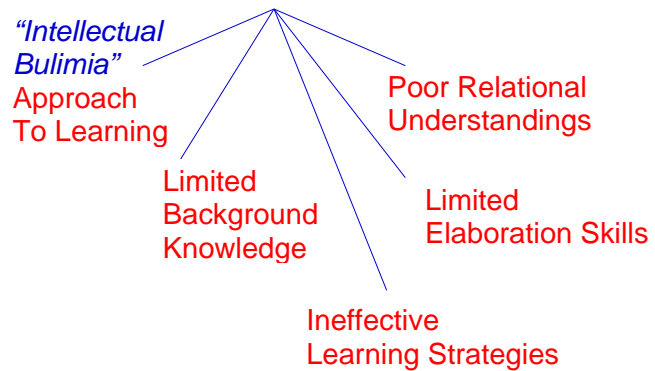 “Intellectual
Bulimia”
Approach
To Learning
Poor Relational
Understandings
Limited
Background
Knowledge
Limited
Elaboration Skills
Ineffective
Learning Strategies